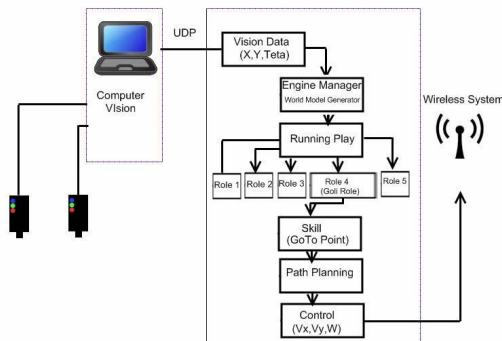 UDP
Computer
VIsion
Vision Data
(X,Y,Teta)
Engine Manager
World Model Generator
Running Play
Role 1
Role 2
Role 3
Role 4
(Goli Role)
Role 5
Skill
(GoTo Point)
Path Planning
Control
(Vx,Vy,W)
Wireless System